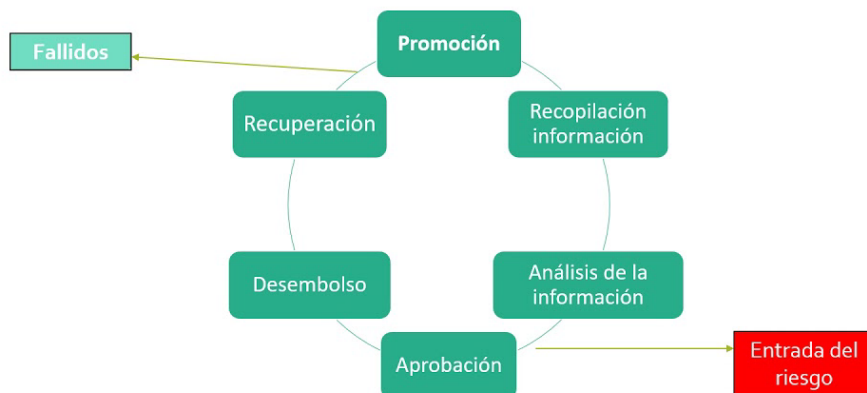 Promoción
Fallidos
Recuperación
Recopilación
información
Desembolso
Análisis de la
información
Aprobación
Entrada del
riesgo